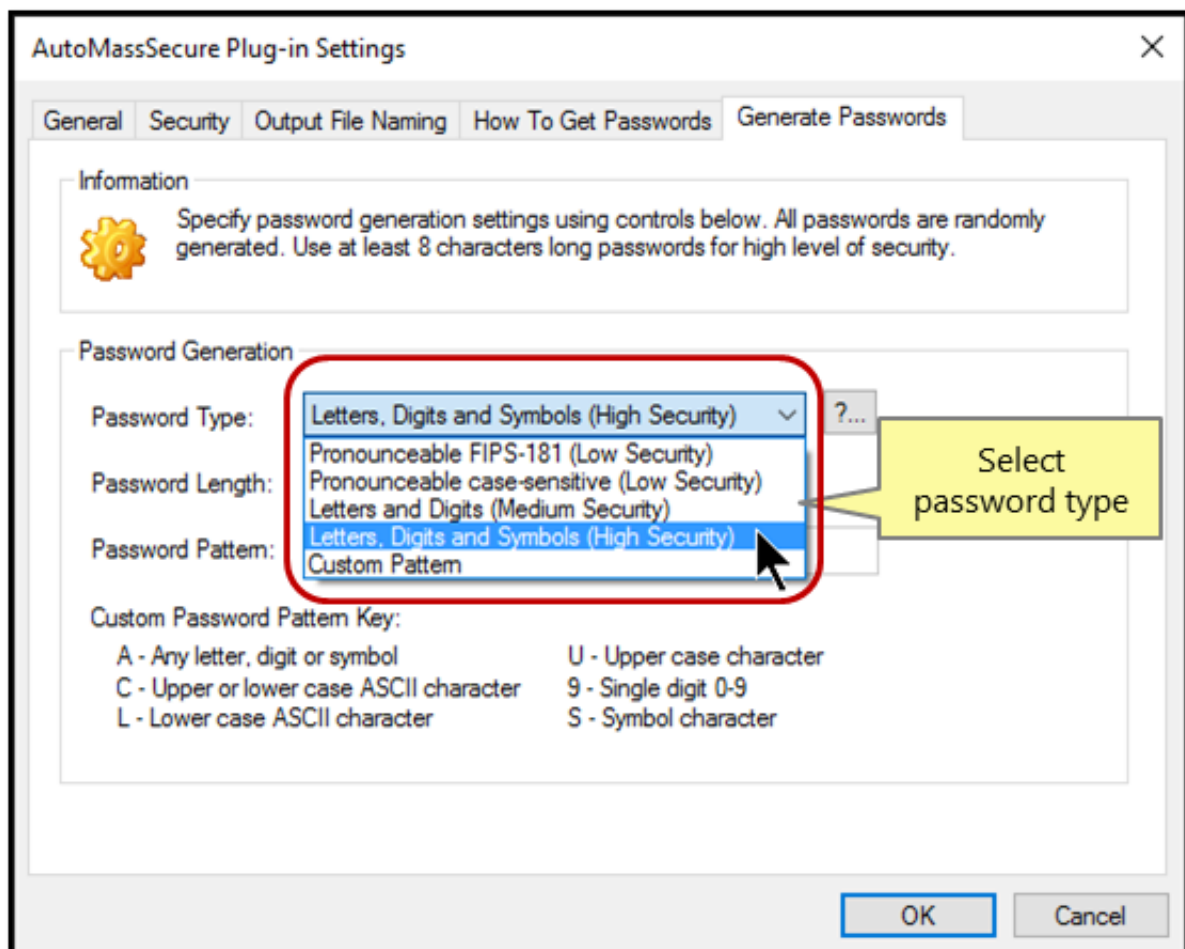 AutoMassSecure Plug-in Settings
General Security Output File Naming How To Get Passwords Generate Passwords
Information
Specify password generation settings using controls below. All passwords are randomly
generated. Use at least 8 characters long passwords for high level of security.
Password Generation
Password Type: Letters, Digits and Symbols (High Security) ?...
Pronounceable FIPS-181 (Low Security)
Password Length: Pronounceable case-sensitive (Low Security)
Letters and Digits (Medium Security)
Letters, Digits and Symbols (High Security)
Password Pattern: Custom Pattern
Select
password type
Custom Password Pattern Key:
A - Any letter, digit or symbol U - Upper case character
C - Upper or lower case ASCII character 9 - Single digit 0-9
L - Lower case ASCII character S - Symbol character
OK Cancel